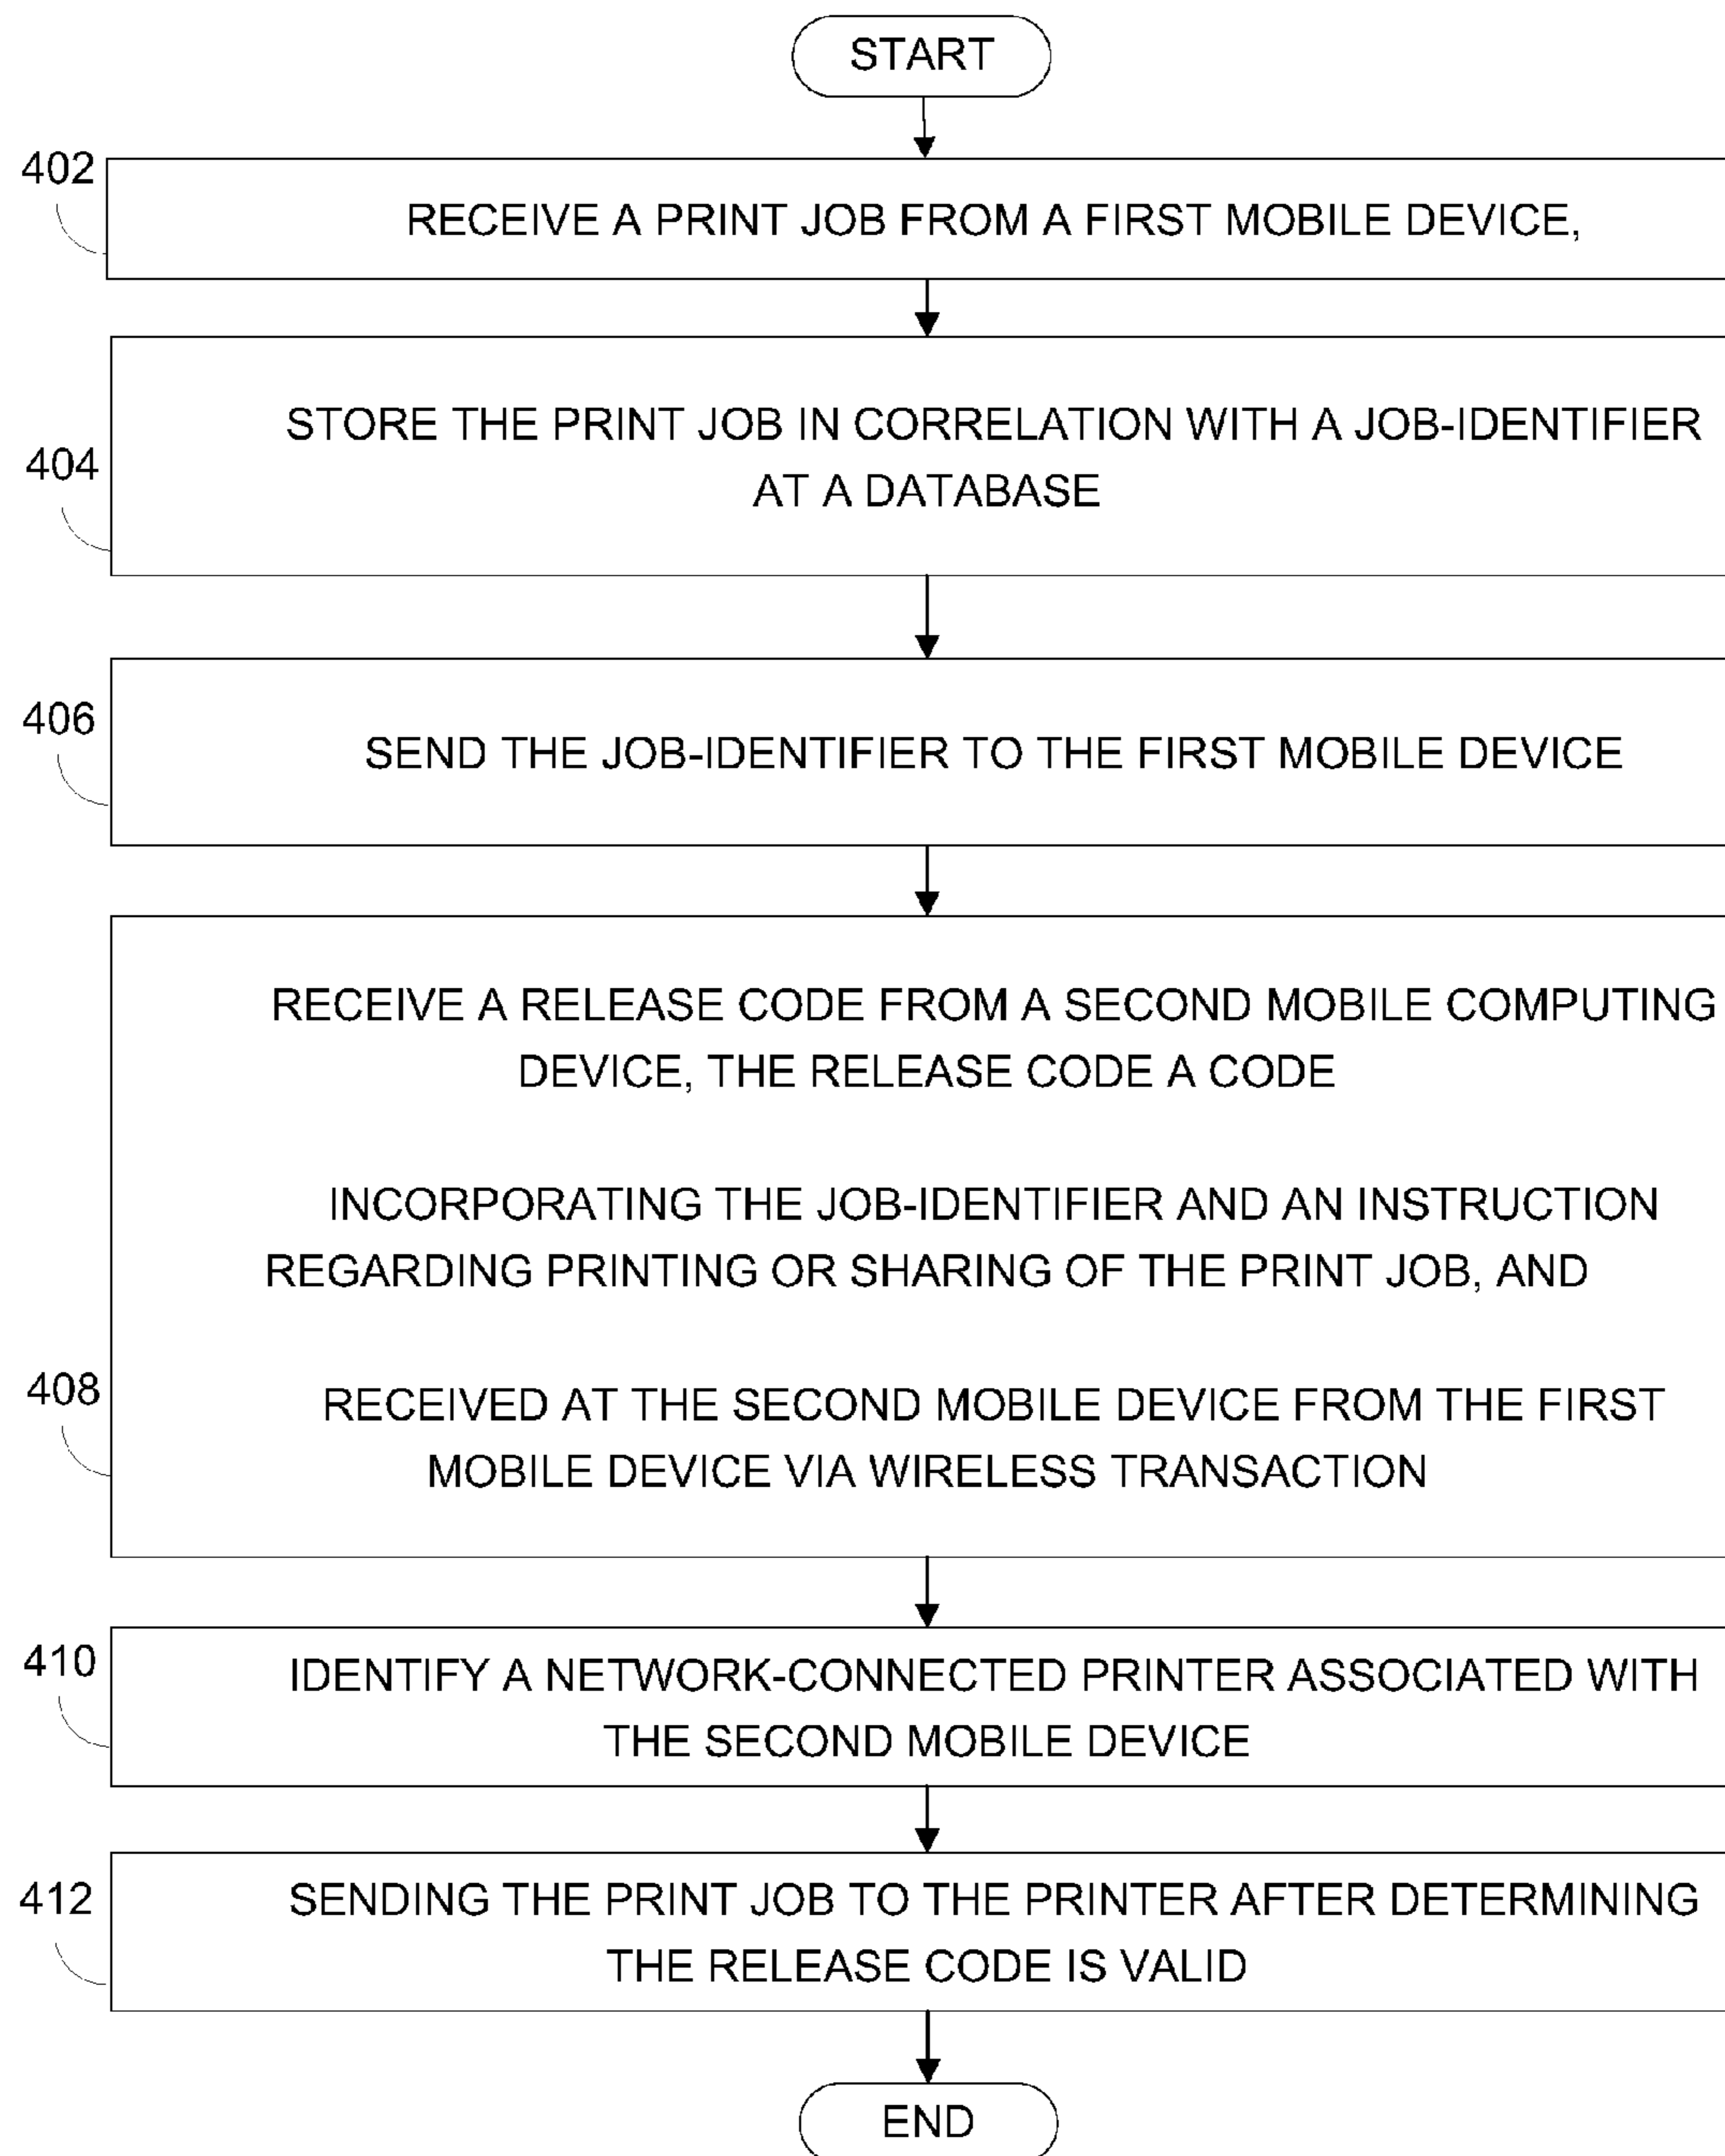 START
402
RECEIVE A PRINT JOB FROM A FIRST MOBILE DEVICE,
STORE THE PRINT JOB IN CORRELATION WITH A JOB-IDENTIFIER
404
AT A DATABASE
406
SEND THE JOB-IDENTIFIER TO THE FIRST MOBILE DEVICE
RECEIVE A RELEASE CODE FROM A SECOND MOBILE COMPUTING
DEVICE, THE RELEASE CODE A CODE
INCORPORATING THE JOB-IDENTIFIER AND AN INSTRUCTION
REGARDING PRINTING OR SHARING OF THE PRINT JOB, AND
408
RECEIVED AT THE SECOND MOBILE DEVICE FROM THE FIRST
MOBILE DEVICE VIA WIRELESS TRANSACTION
410
IDENTIFY A NETWORK-CONNECTED PRINTER ASSOCIATED WITH
THE SECOND MOBILE DEVICE
412
SENDING THE PRINT JOB TO THE PRINTER AFTER DETERMINING
THE RELEASE CODE IS VALID
END